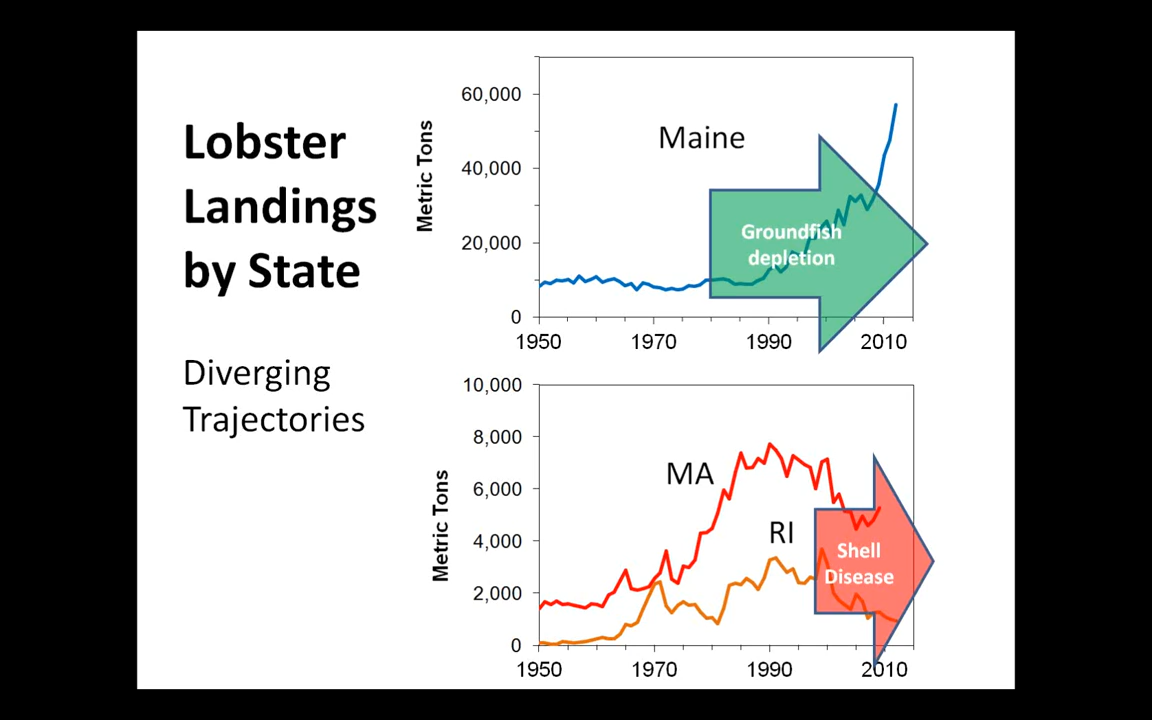 Lobster
Landings
by State
Diverging
Trajectories
Metric Tons
60,000
40,000
20,000
0
Maine
Groundfish
depletion
1950 1970 1990 2010
Metric Tons
10,000
8,000
6,000
4,000
2,000
0
MA
RI
Shell
Disease
1950 1970 1990 2010